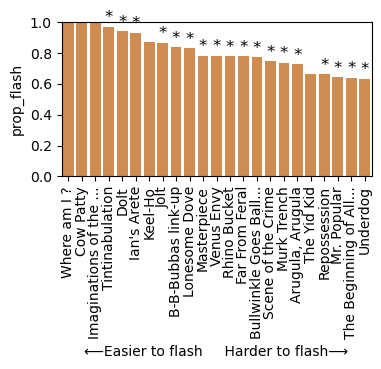 * * * * * * * * * * * * * * * * * *
1.0
0.8
0.6
0.4
0.2
0.0
prop_flash
Where am I ?
Cow Patty
Imaginations of the ...
Tintinabulation
Dolt
Ian's Arete
Keel-Ho
Jolt
B-B-Bubbas link-up
Lonesome Dove
Masterpiece
Venus Envy
Rhino Bucket
Far From Feral
Bullwinkle Goes Ball...
Scene of the Crime
Murk Trench
Arugula, Arugula
The Yid Kid
Repossession
Mr. Popular
The Beginning of All...
Underdog
⟵Easier to flash
Harder to flash⟶